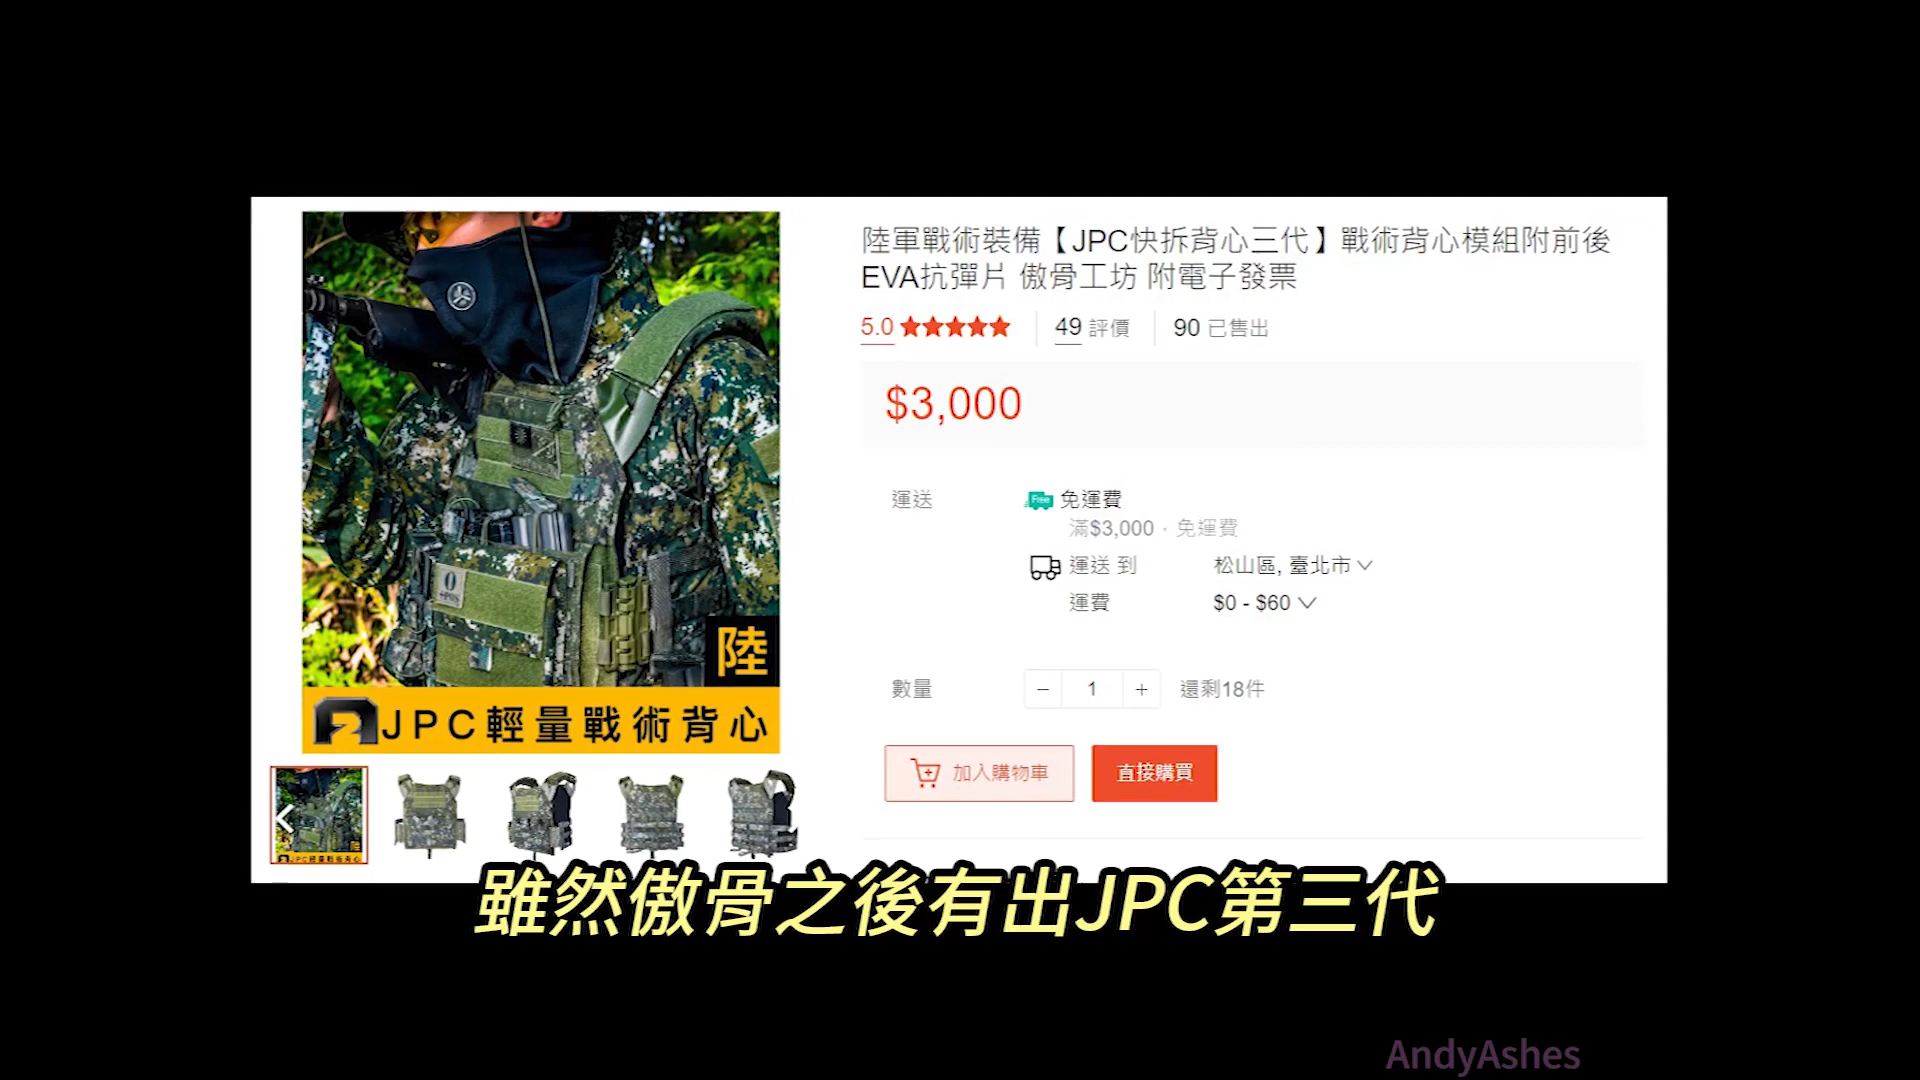 陸軍戰術裝備【JPC快拆背心三代】戰術背心模組附前後
EVA抗彈片 傲骨工坊 附電子發票
5.0 ★★★★★ 49 評價 90 已售出
$3,000
運送 Free 免運費
滿$3,000 · 免運費
運送 到 松山區, 臺北市
運費 $0 - $60
數量 − 1 + 還剩18件
加入購物車 直接購買
陸
JPC輕量戰術背心
雖然傲骨之後有出JPC第三代
AndyAshes